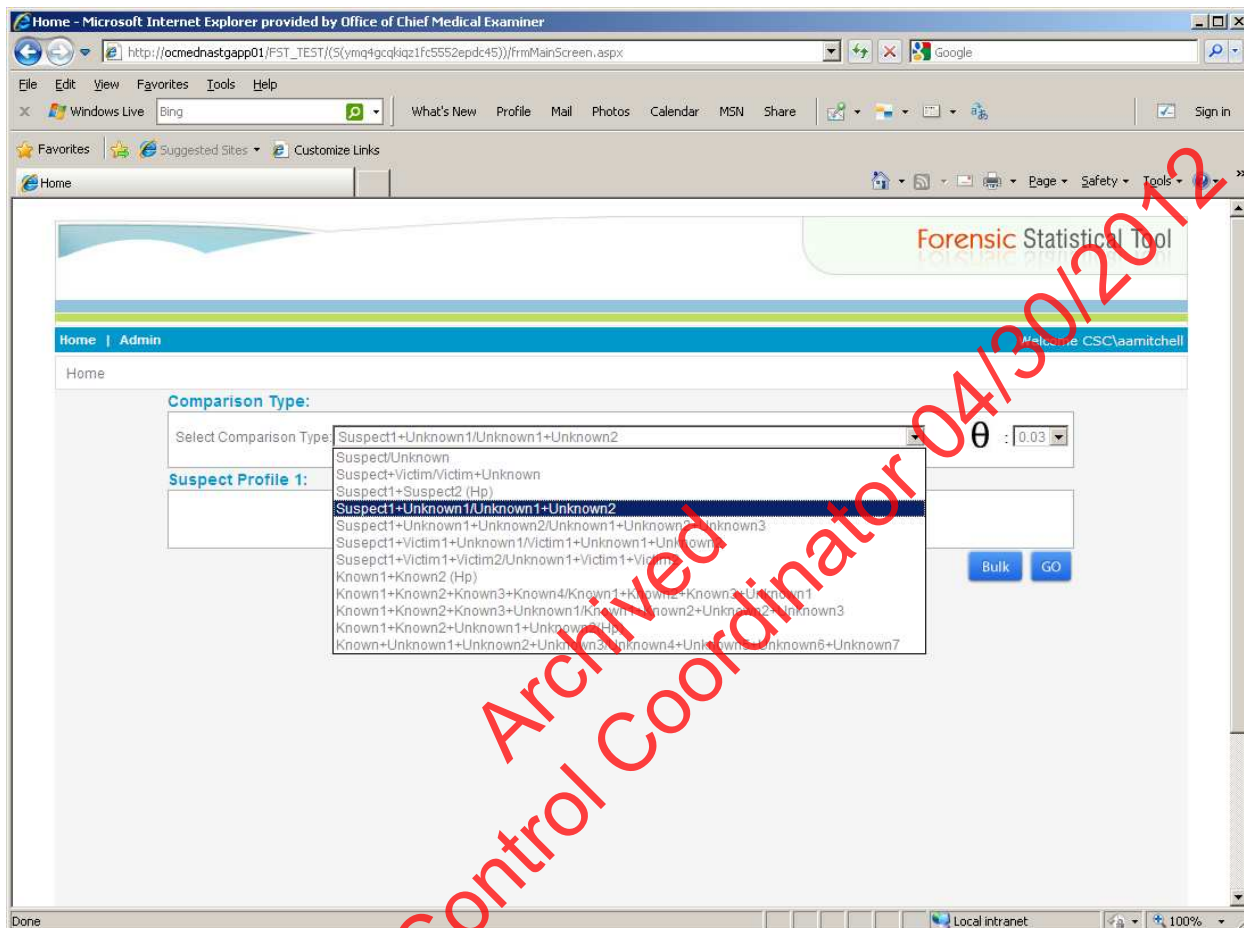 Home - Microsoft Internet Explorer provided by Office of Chief Medical Examiner
http://ocmednastgapp01/FST_TEST/(S(ymq4gcqkiqz1fc5552epdc45))/frmMainScreen.aspx
Google
File Edit View Favorites Tools Help
x Windows Live Bing What's New Profile Mail Photos Calendar MSN Share Sign in
Favorites Suggested Sites Customize Links
Home Page Safety Tools
Forensic Statistical Tool
Home | Admin Welcome CSC\aamitchell
Home
Comparison Type:
Select Comparison Type: Suspect1+Unknown1/Unknown1+Unknown2 θ : 0.03
Suspect/Unknown
Suspect+Victim/Victim+Unknown
Suspect Profile 1:
Suspect1+Suspect2 (Hp)
Suspect1+Unknown1/Unknown1+Unknown2
Suspect1+Unknown1+Unknown2/Unknown1+Unknown2+Unknown3
Susepct1+Victim1+Unknown1/Victim1+Unknown1+Unknown2
Susepct1+Victim1+Victim2/Unknown1+Victim1+Victim2
Bulk GO
Known1+Known2 (Hp)
Known1+Known2+Known3+Known4/Known1+Known2+Known3+Unknown1
Known1+Known2+Known3+Unknown1/Known1+Known2+Unknown2+Unknown3
Known1+Known2+Unknown1+Unknown2(Hp)
Known+Unknown1+Unknown2+Unknown3/Unknown4+Unknown5+Unknown6+Unknown7
Archived
Control Coordinator 04/30/2012
Done Local intranet 100%